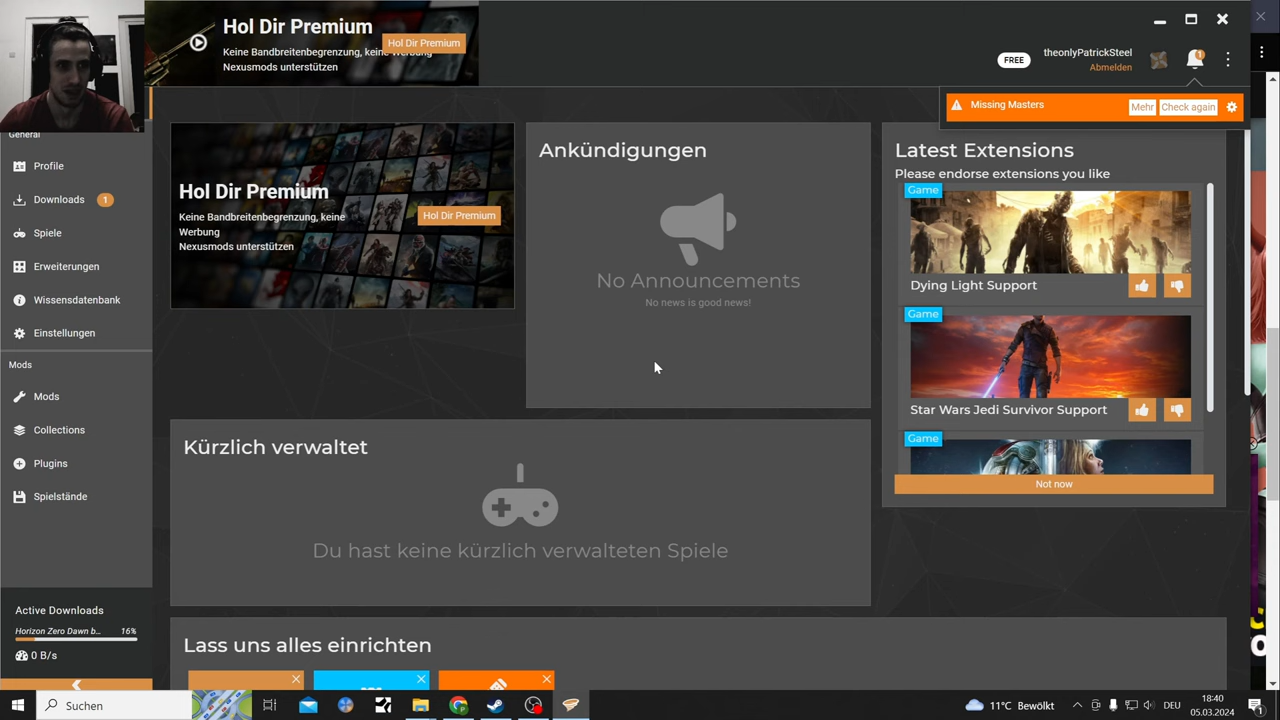 Hol Dir Premium
Keine Bandbreitenbegrenzung, keine Werbung
Nexusmods unterstützen
Hol Dir Premium
FREE
theonlyPatrickSteel
Abmelden
1
Missing Masters
Mehr
Check again
General
Profile
Downloads
1
Spiele
Erweiterungen
Wissensdatenbank
Einstellungen
Mods
Mods
Collections
Plugins
Spielstände
Active Downloads
Horizon Zero Dawn b...
16%
0 B/s
Hol Dir Premium
Keine Bandbreitenbegrenzung, keine
Werbung
Nexusmods unterstützen
Hol Dir Premium
Ankündigungen
No Announcements
No news is good news!
Latest Extensions
Please endorse extensions you like
Game
Dying Light Support
Game
Star Wars Jedi Survivor Support
Game
Not now
Kürzlich verwaltet
Du hast keine kürzlich verwalteten Spiele
Lass uns alles einrichten
Suchen
11°C Bewölkt
DEU
18:40
05.03.2024
1